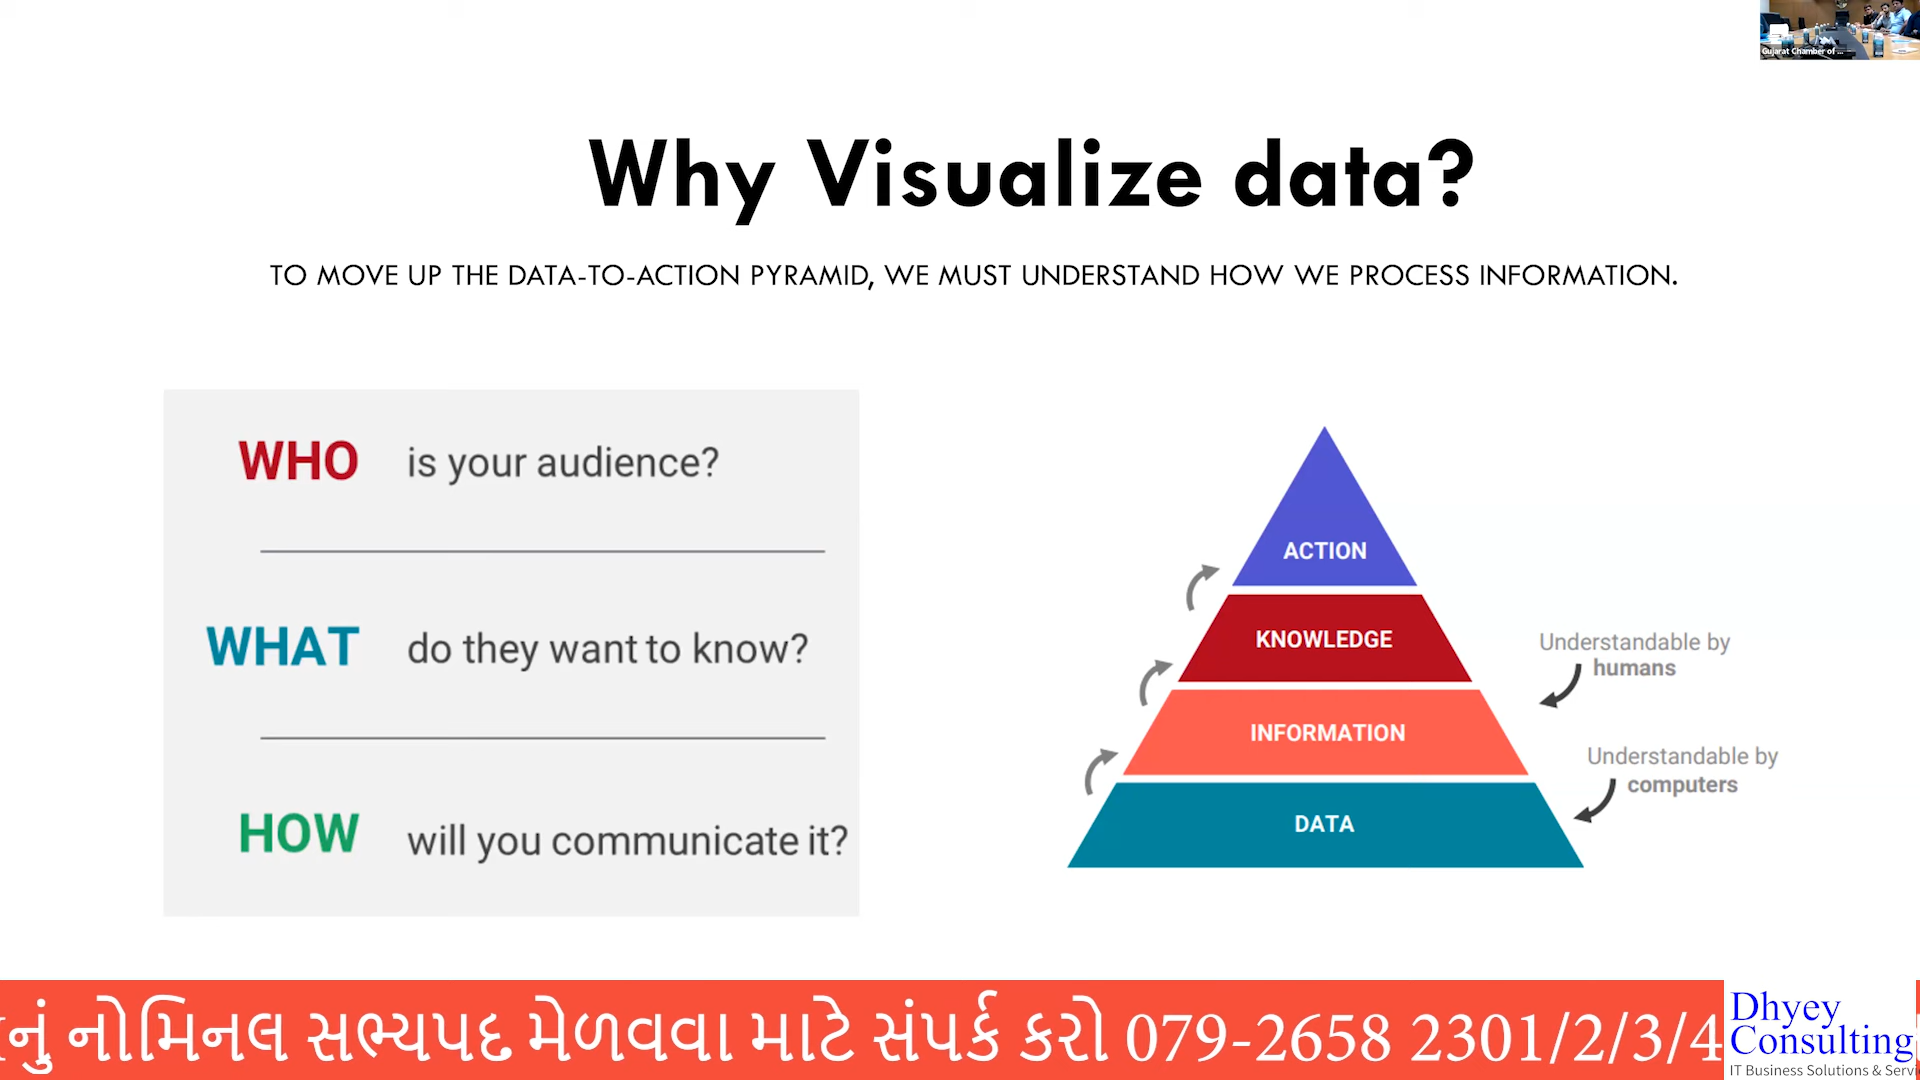 Gujarat Chamber of ...
Why Visualize data?
TO MOVE UP THE DATA-TO-ACTION PYRAMID, WE MUST UNDERSTAND HOW WE PROCESS INFORMATION.
WHO is your audience?
WHAT do they want to know?
HOW will you communicate it?
ACTION
KNOWLEDGE
INFORMATION
DATA
Understandable by
humans
Understandable by
computers
નું નોમિનલ સભ્યપદ મેળવવા માટે સંપર્ક કરો 079-2658 2301/2/3/4
Dhyey
Consulting
IT Business Solutions &